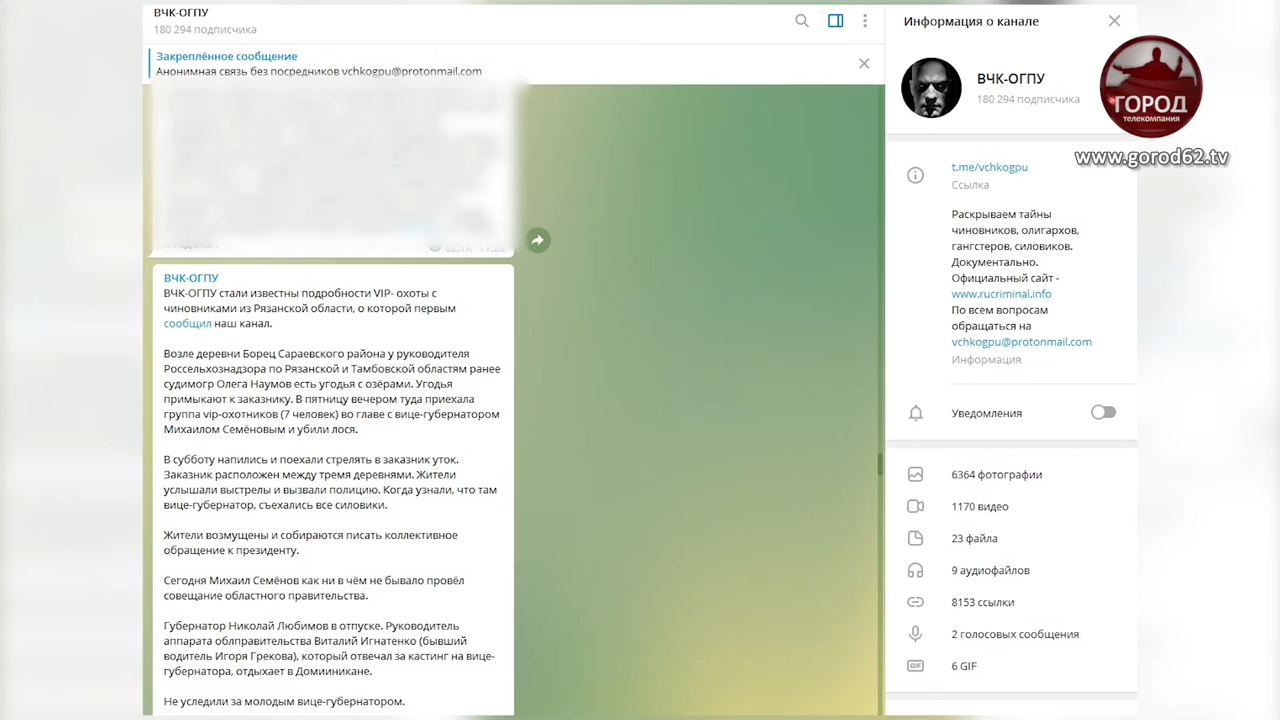 ВЧК-ОГПУ
180 294 подписчика
Закреплённое сообщение
Анонимная связь без посредников vchkogpu@protonmail.com
ВЧК-ОГПУ
ВЧК-ОГПУ стали известны подробности VIP- охоты с
чиновниками из Рязанской области, о которой первым
сообщил наш канал.
Возле деревни Борец Сараевского района у руководителя
Россельхознадзора по Рязанской и Тамбовской областям ранее
судимогр Олега Наумов есть угодья с озёрами. Угодья
примыкают к заказнику. В пятницу вечером туда приехала
группа vip-охотников (7 человек) во главе с вице-губернатором
Михаилом Семёновым и убили лося.
В субботу напились и поехали стрелять в заказник уток.
Заказник расположен между тремя деревнями. Жители
услышали выстрелы и вызвали полицию. Когда узнали, что там
вице-губернатор, съехались все силовики.
Жители возмущены и собираются писать коллективное
обращение к президенту.
Сегодня Михаил Семёнов как ни в чём не бывало провёл
совещание областного правительства.
Губернатор Николай Любимов в отпуске. Руководитель
аппарата облправительства Виталий Игнатенко (бывший
водитель Игоря Грекова), который отвечал за кастинг на вице-
губернатора, отдыхает в Домииникане.
Не уследили за молодым вице-губернатором.
Информация о канале
ВЧК-ОГПУ
180 294 подписчика
ГОРОД
телекомпания
www.gorod62.tv
t.me/vchkogpu
Ссылка
Раскрываем тайны
чиновников, олигархов,
гангстеров, силовиков.
Документально.
Официальный сайт -
www.rucriminal.info
По всем вопросам
обращаться на
vchkogpu@protonmail.com
Информация
Уведомления
6364 фотографии
1170 видео
23 файла
9 аудиофайлов
8153 ссылки
2 голосовых сообщения
GIF
6 GIF